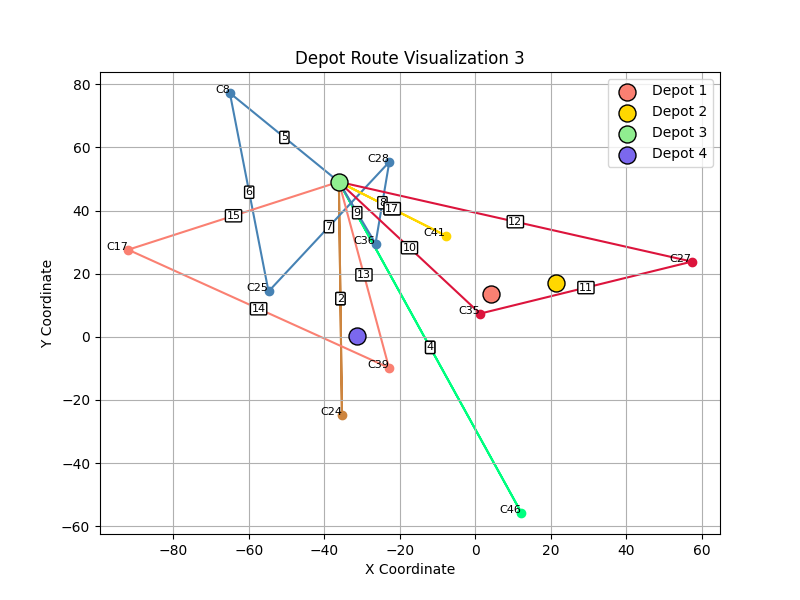 Depot Route Visualization 3
Depot 1
Depot 2
Depot 3
Depot 4
Y Coordinate
80
60
40
20
0
−20
−40
−60
C8
5
C28
6
8
17
9
15
12
7
C41
C36
10
C17
C27
13
C25
11
2
14
C35
4
C39
C24
C46
−80
−60
−40
−20
0
20
40
60
X Coordinate